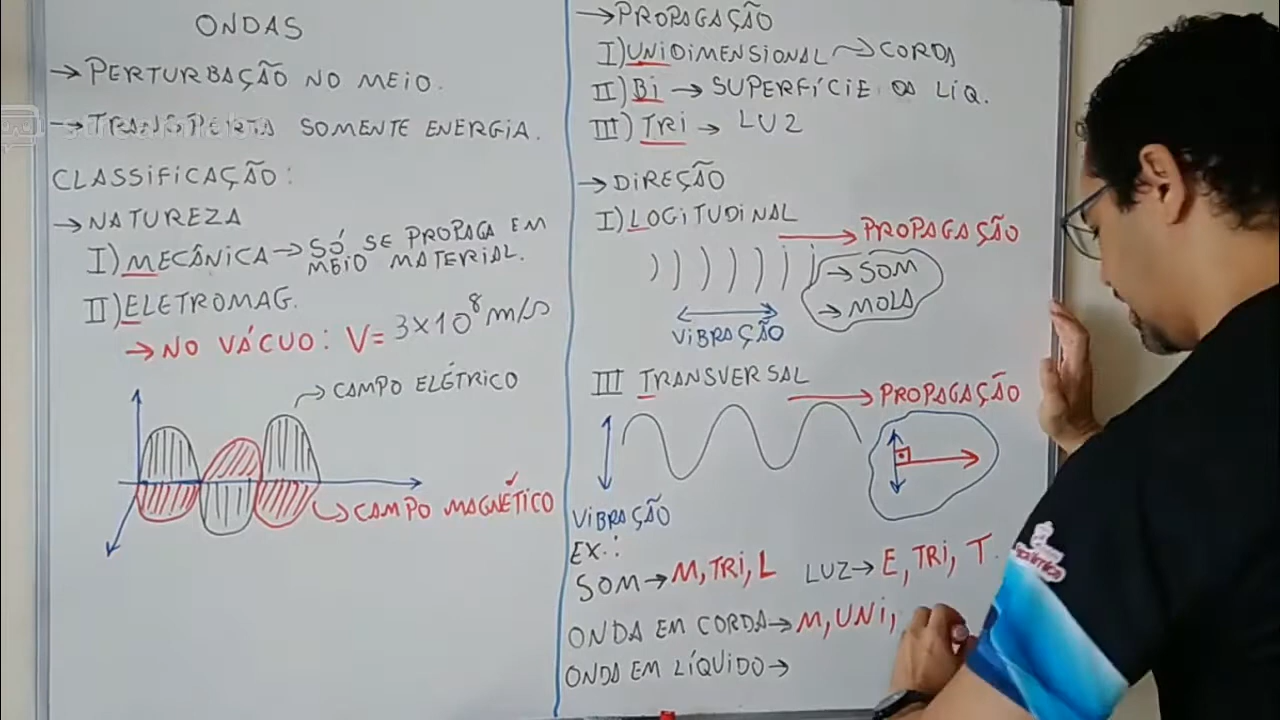 ONDAS
→ PERTURBAÇÃO NO MEIO.
→ TRANSPORTA SOMENTE ENERGIA.
CLASSIFICAÇÃO:
→ NATUREZA
I) MECÂNICA → SÓ SE PROPAGA EM
MEIO MATERIAL.
II) ELETROMAG.
→ NO VÁCUO: V = 3×10⁸ m/s
→ CAMPO ELÉTRICO
→ CAMPO MAGNÉTICO
→ PROPAGAÇÃO
I) UNIDIMENSIONAL → CORDA
II) BI → SUPERFÍCIE LÍQ.
III) TRI → LUZ
→ DIREÇÃO
I) LOGITUDINAL
→ PROPAGAÇÃO
→ SOM
→ MOLA
VIBRAÇÃO
III TRANSVERSAL
→ PROPAGAÇÃO
VIBRAÇÃO
EX.:
SOM → M, TRI, L LUZ → E, TRI, T.
ONDA EM CORDA → M, UNI,
ONDA EM LÍQUIDO →